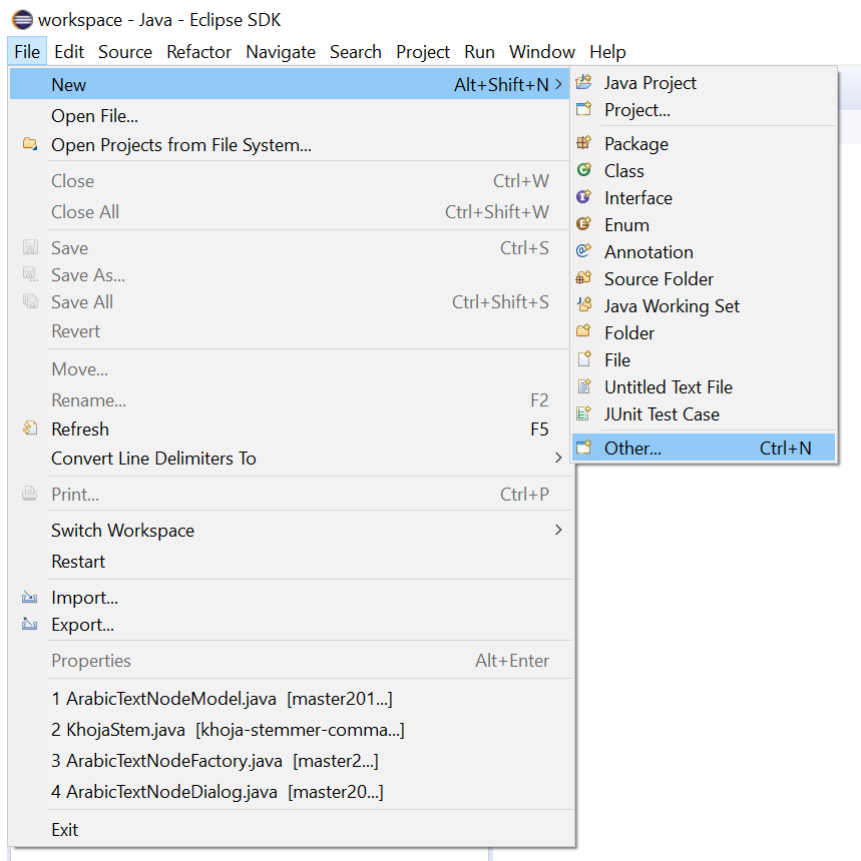 workspace - Java - Eclipse SDK
File Edit Source Refactor Navigate Search Project Run Window Help
New Alt+Shift+N
Open File...
Open Projects from File System...
Close Ctrl+W
Close All Ctrl+Shift+W
Save Ctrl+S
Save As...
Save All Ctrl+Shift+S
Revert
Move...
Rename... F2
Refresh F5
Convert Line Delimiters To
Print... Ctrl+P
Switch Workspace
Restart
Import...
Export...
Properties Alt+Enter
1 ArabicTextNodeModel.java [master201...]
2 KhojaStem.java [khoja-stemmer-comma...]
3 ArabicTextNodeFactory.java [master2...]
4 ArabicTextNodeDialog.java [master20...]
Exit
Java Project
Project...
Package
Class
Interface
Enum
Annotation
Source Folder
Java Working Set
Folder
File
Untitled Text File
JUnit Test Case
Other... Ctrl+N